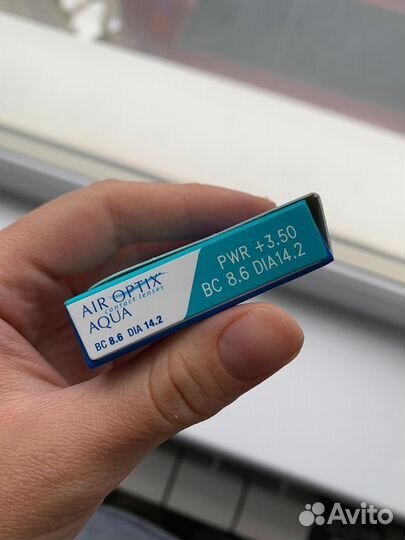 AIR OPTIX
contact lenses
AQUA
BC 8.6 DIA 14.2
PWR +3.50
BC 8.6 DIA14.2
Avito